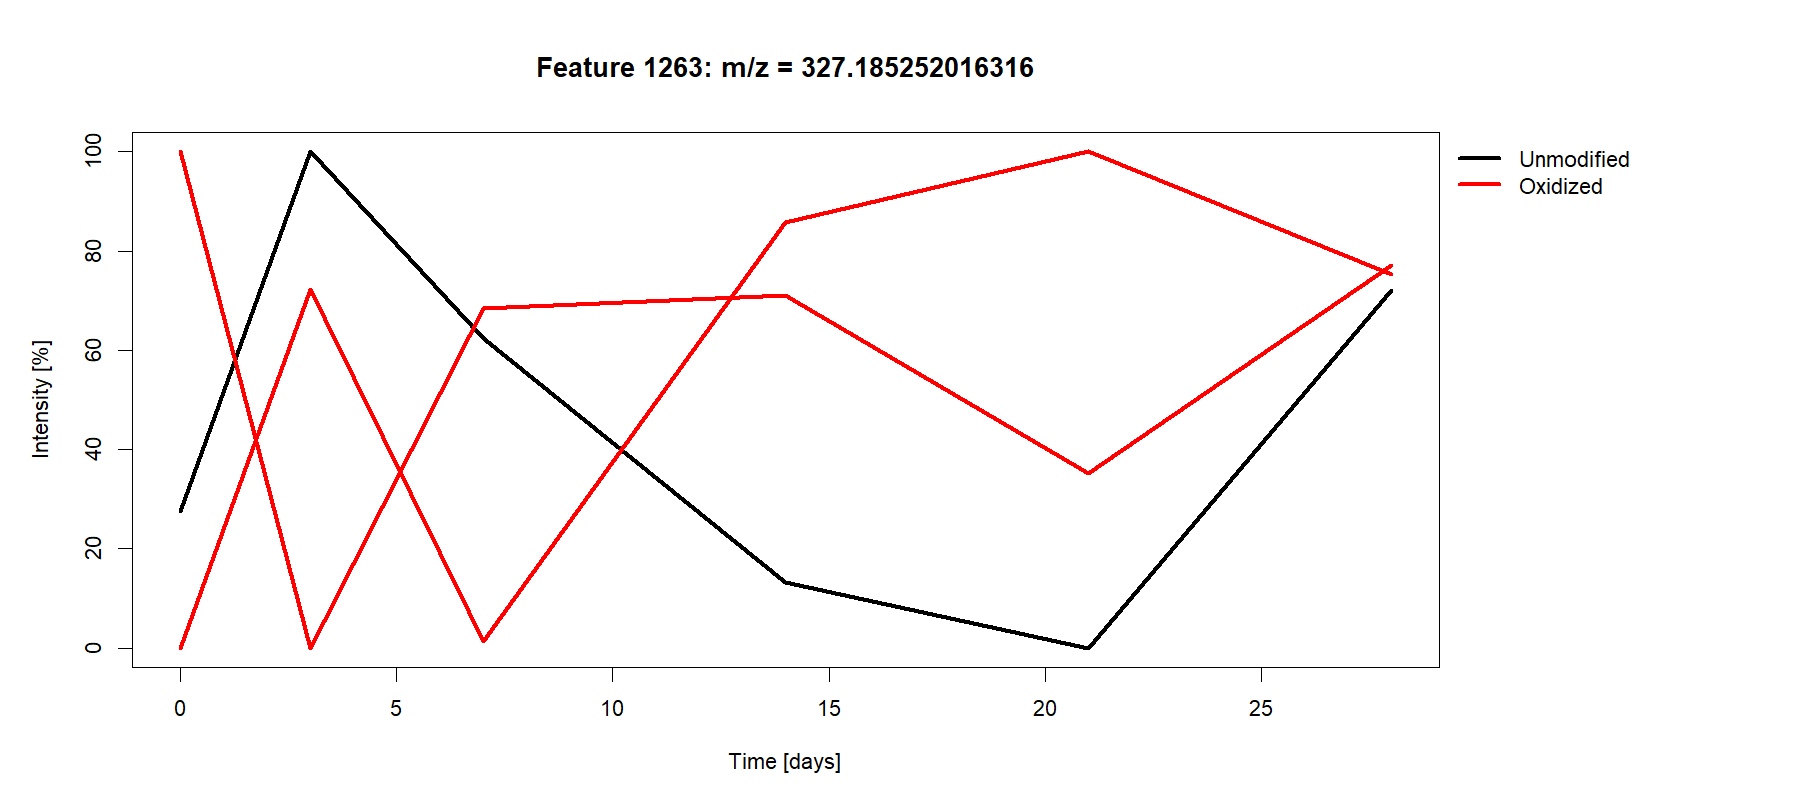 Feature 1263: m/z = 327.185252016316
Unmodified
Oxidized
Intensity [%]
100
80
60
40
20
0
0 5 10 15 20 25
Time [days]